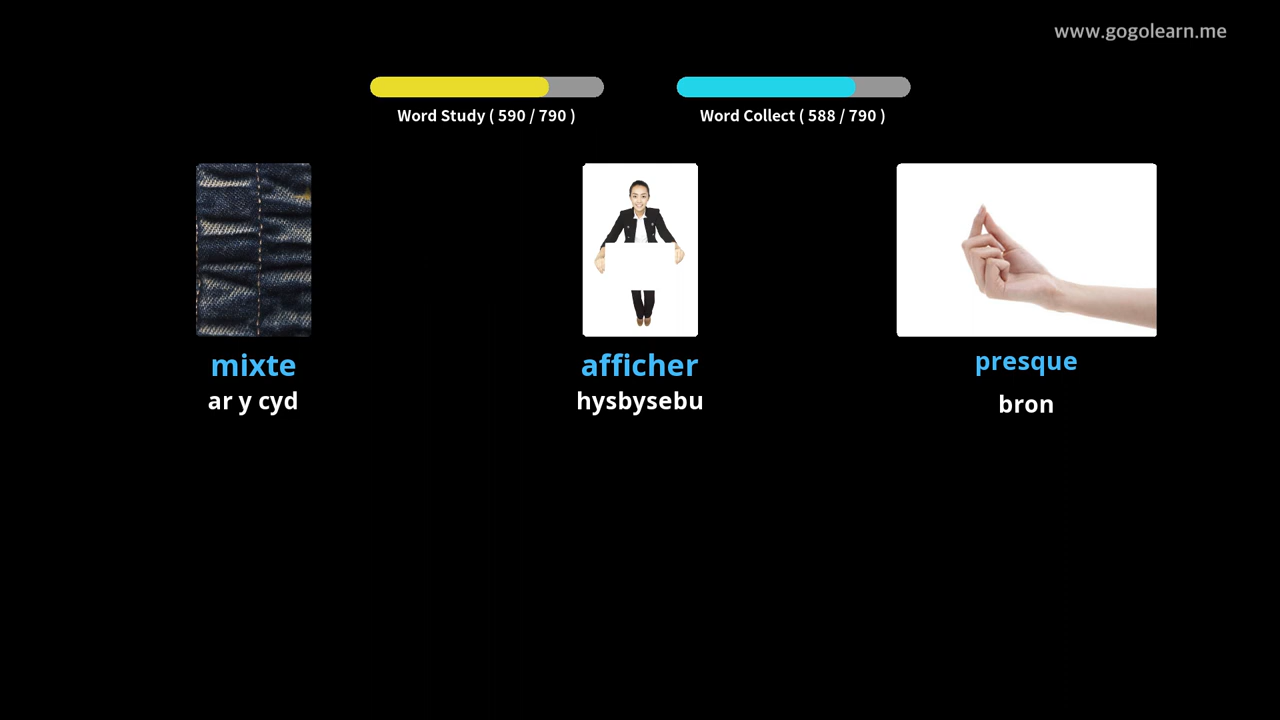 www.gogolearn.me
Word Study ( 590 / 790 )
Word Collect ( 588 / 790 )
mixte
ar y cyd
afficher
hysbysebu
presque
bron